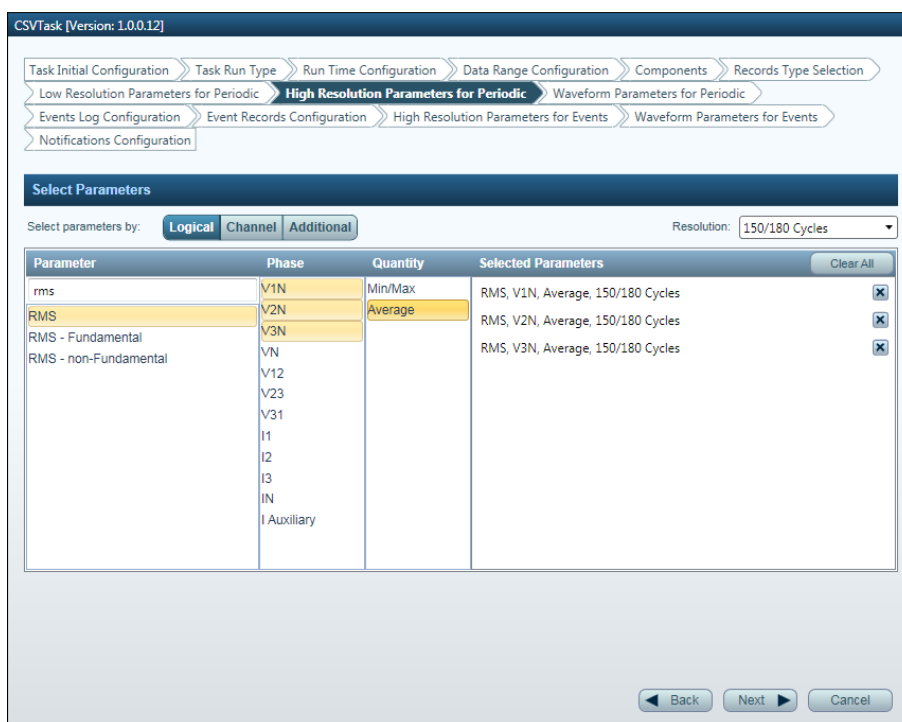 CSVTask [Version: 1.0.0.12]
Task Initial Configuration Task Run Type Run Time Configuration Data Range Configuration Components Records Type Selection
Low Resolution Parameters for Periodic High Resolution Parameters for Periodic Waveform Parameters for Periodic
Events Log Configuration Event Records Configuration High Resolution Parameters for Events Waveform Parameters for Events
Notifications Configuration
Select Parameters
Select parameters by: Logical Channel Additional Resolution: 150/180 Cycles
Parameter Phase Quantity Selected Parameters Clear All
rms V1N Min/Max RMS, V1N, Average, 150/180 Cycles
RMS V2N Average RMS, V2N, Average, 150/180 Cycles
RMS - Fundamental V3N RMS, V3N, Average, 150/180 Cycles
RMS - non-Fundamental VN
V12
V23
V31
I1
I2
I3
IN
I Auxiliary
Back Next Cancel